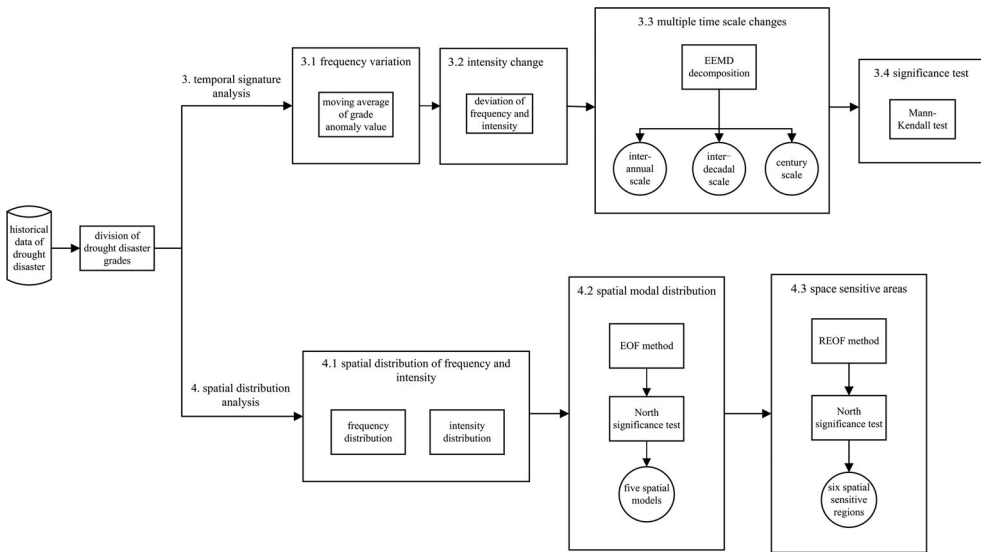 historical
data of
drought
disaster
division of
drought disaster
grades
3. temporal signature
analysis
3.1 frequency variation
moving average
of grade
anomaly value
3.2 intensity change
deviation of
frequency and
intensity
3.3 multiple time scale changes
EEMD
decomposition
inter-
annual
scale
inter-
decadal
scale
century
scale
3.4 significance test
Mann-
Kendall test
4. spatial distribution
analysis
4.1 spatial distribution of frequency and
intensity
frequency
distribution
intensity
distribution
4.2 spatial modal distribution
EOF method
North
significance test
five spatial
models
4.3 space sensitive areas
REOF method
North
significance test
six spatial
sensitive
regions